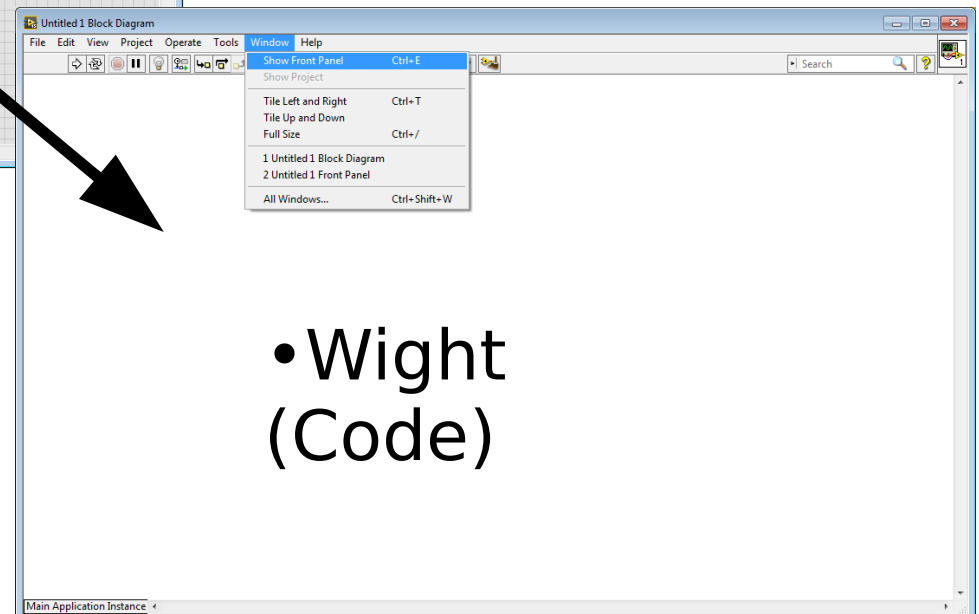 Untitled 1 Block Diagram
File Edit View Project Operate Tools Window Help
Search
1
Show Front Panel Ctrl+E
Show Project
Tile Left and Right Ctrl+T
Tile Up and Down
Full Size Ctrl+/
1 Untitled 1 Block Diagram
2 Untitled 1 Front Panel
All Windows... Ctrl+Shift+W
•Wight
(Code)
Main Application Instance